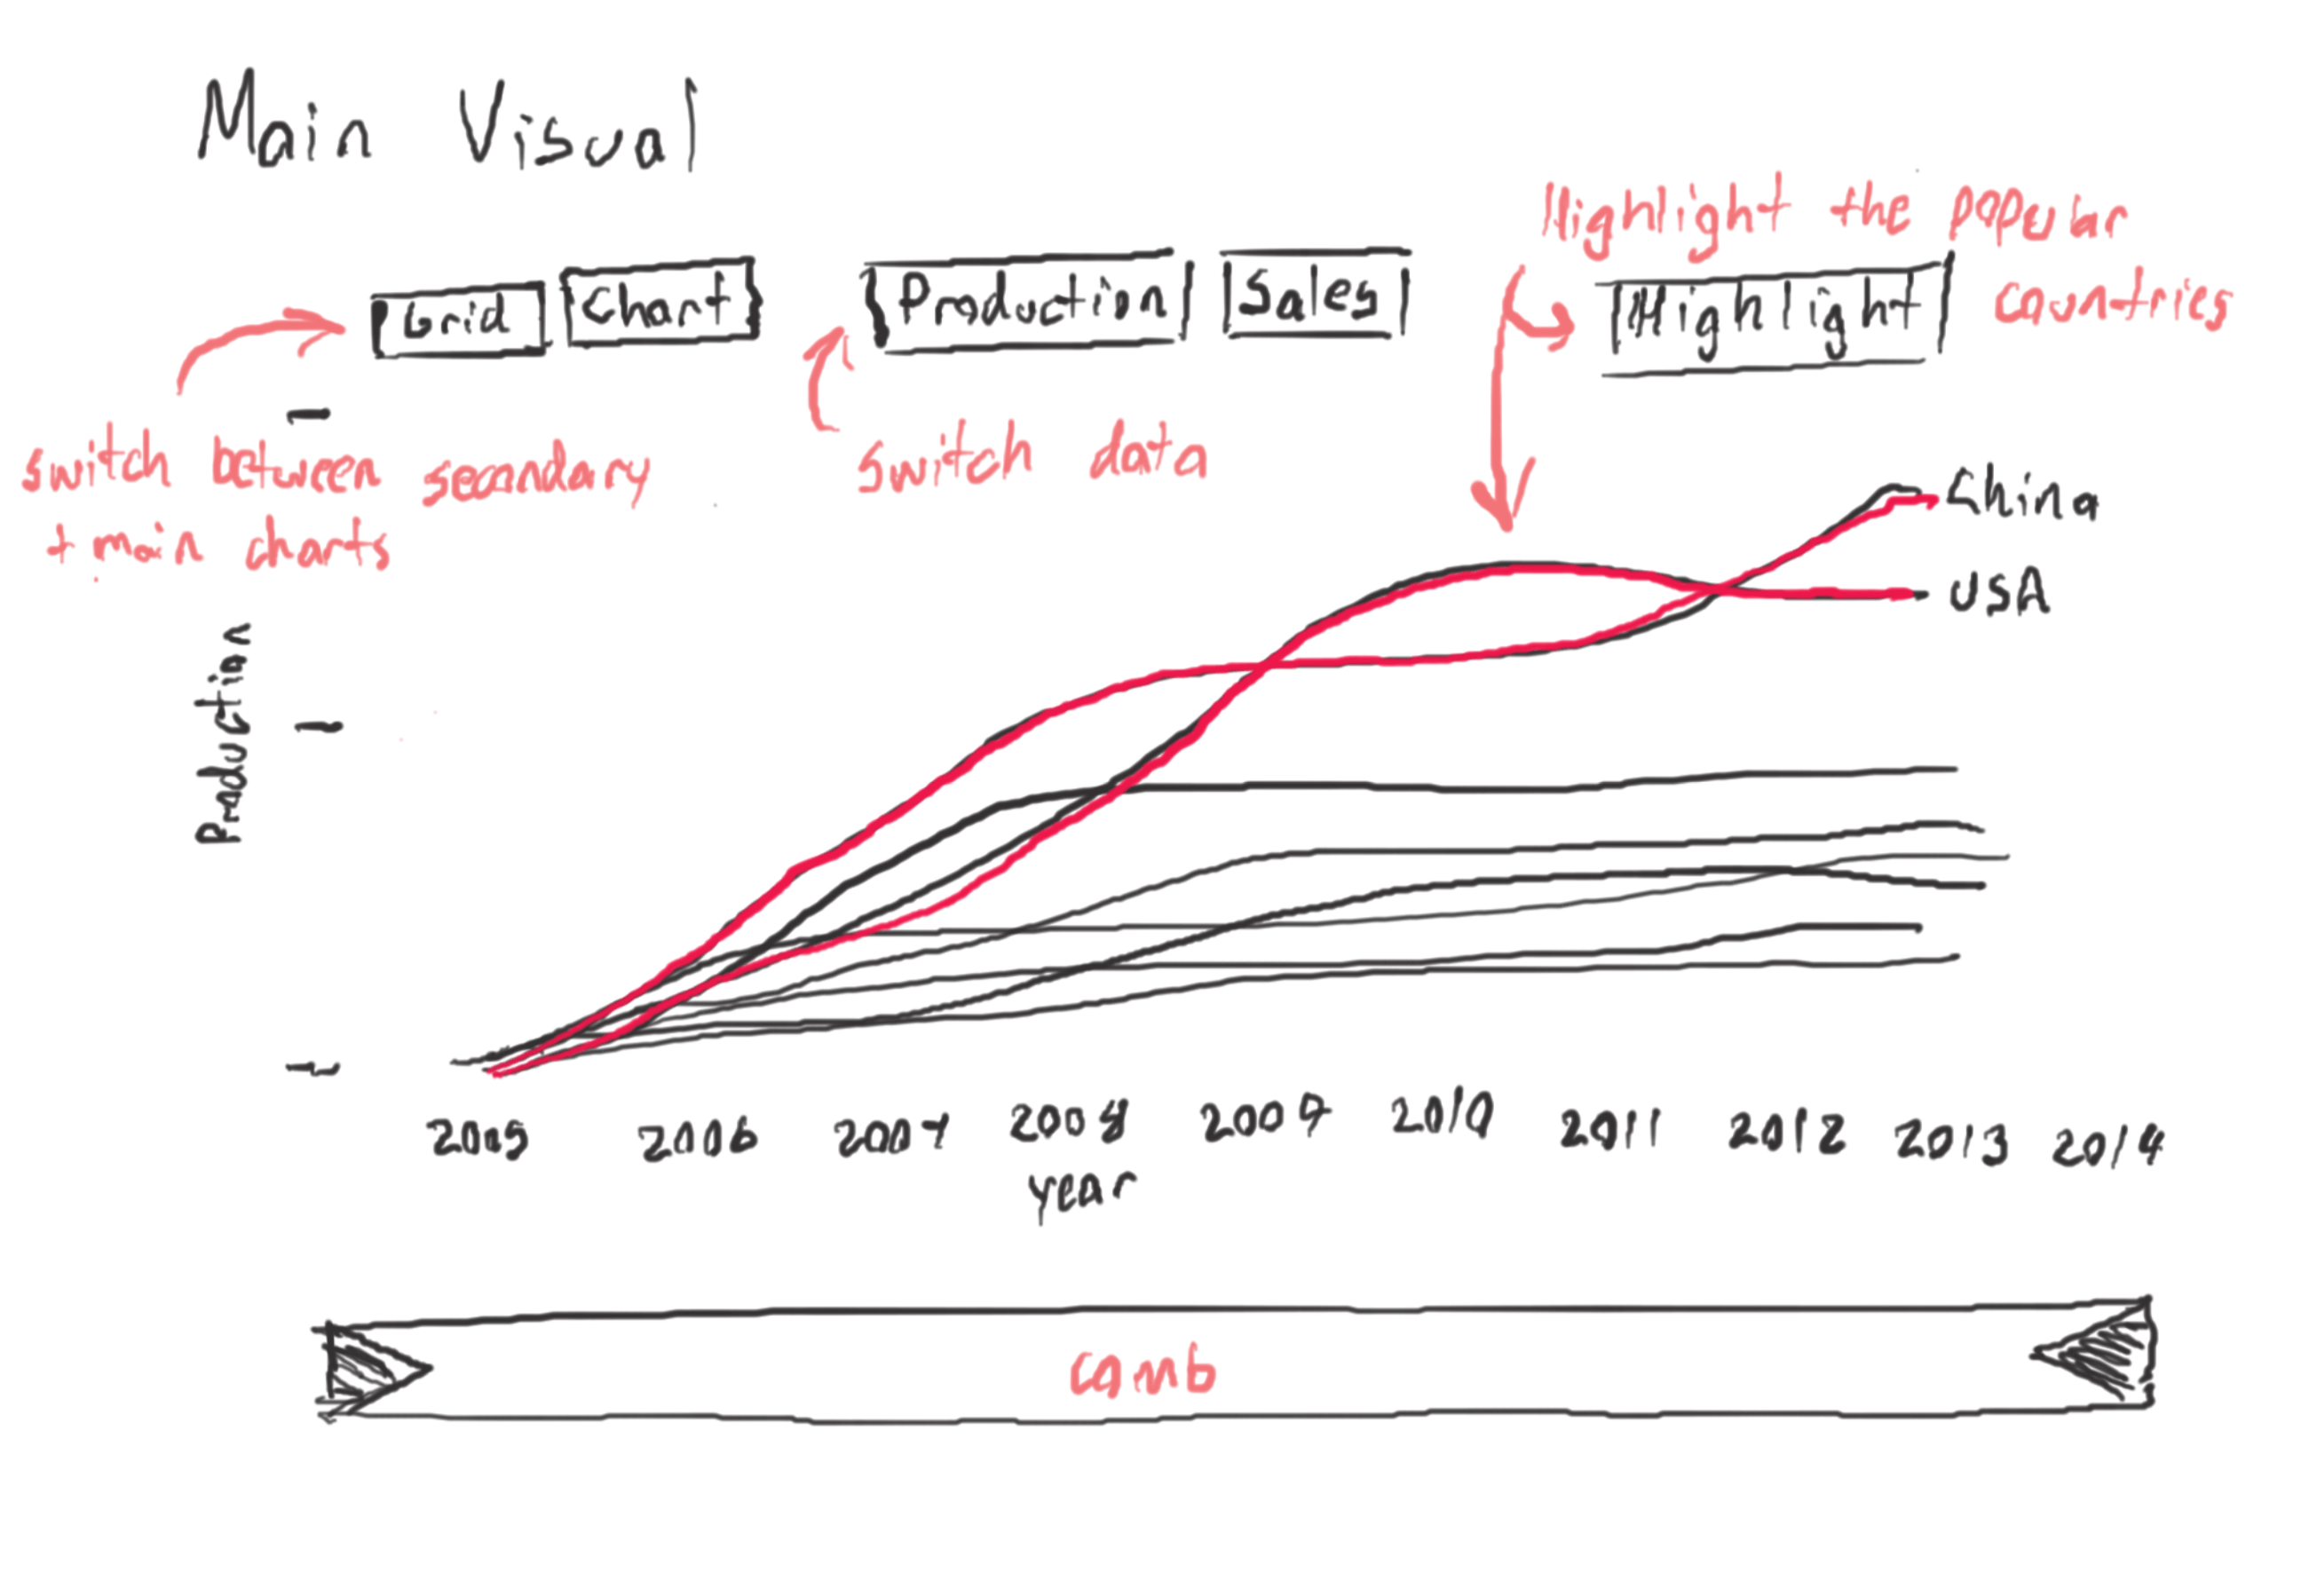 Main Visual
Highlight the popular
countries
Grid Chart Production Sales Highlight
switch between secondary
+ main charts
switch data
China
USA
Production
2005 2006 2007 2008 2009 2010 2011 2012 2013 2014
year
comb